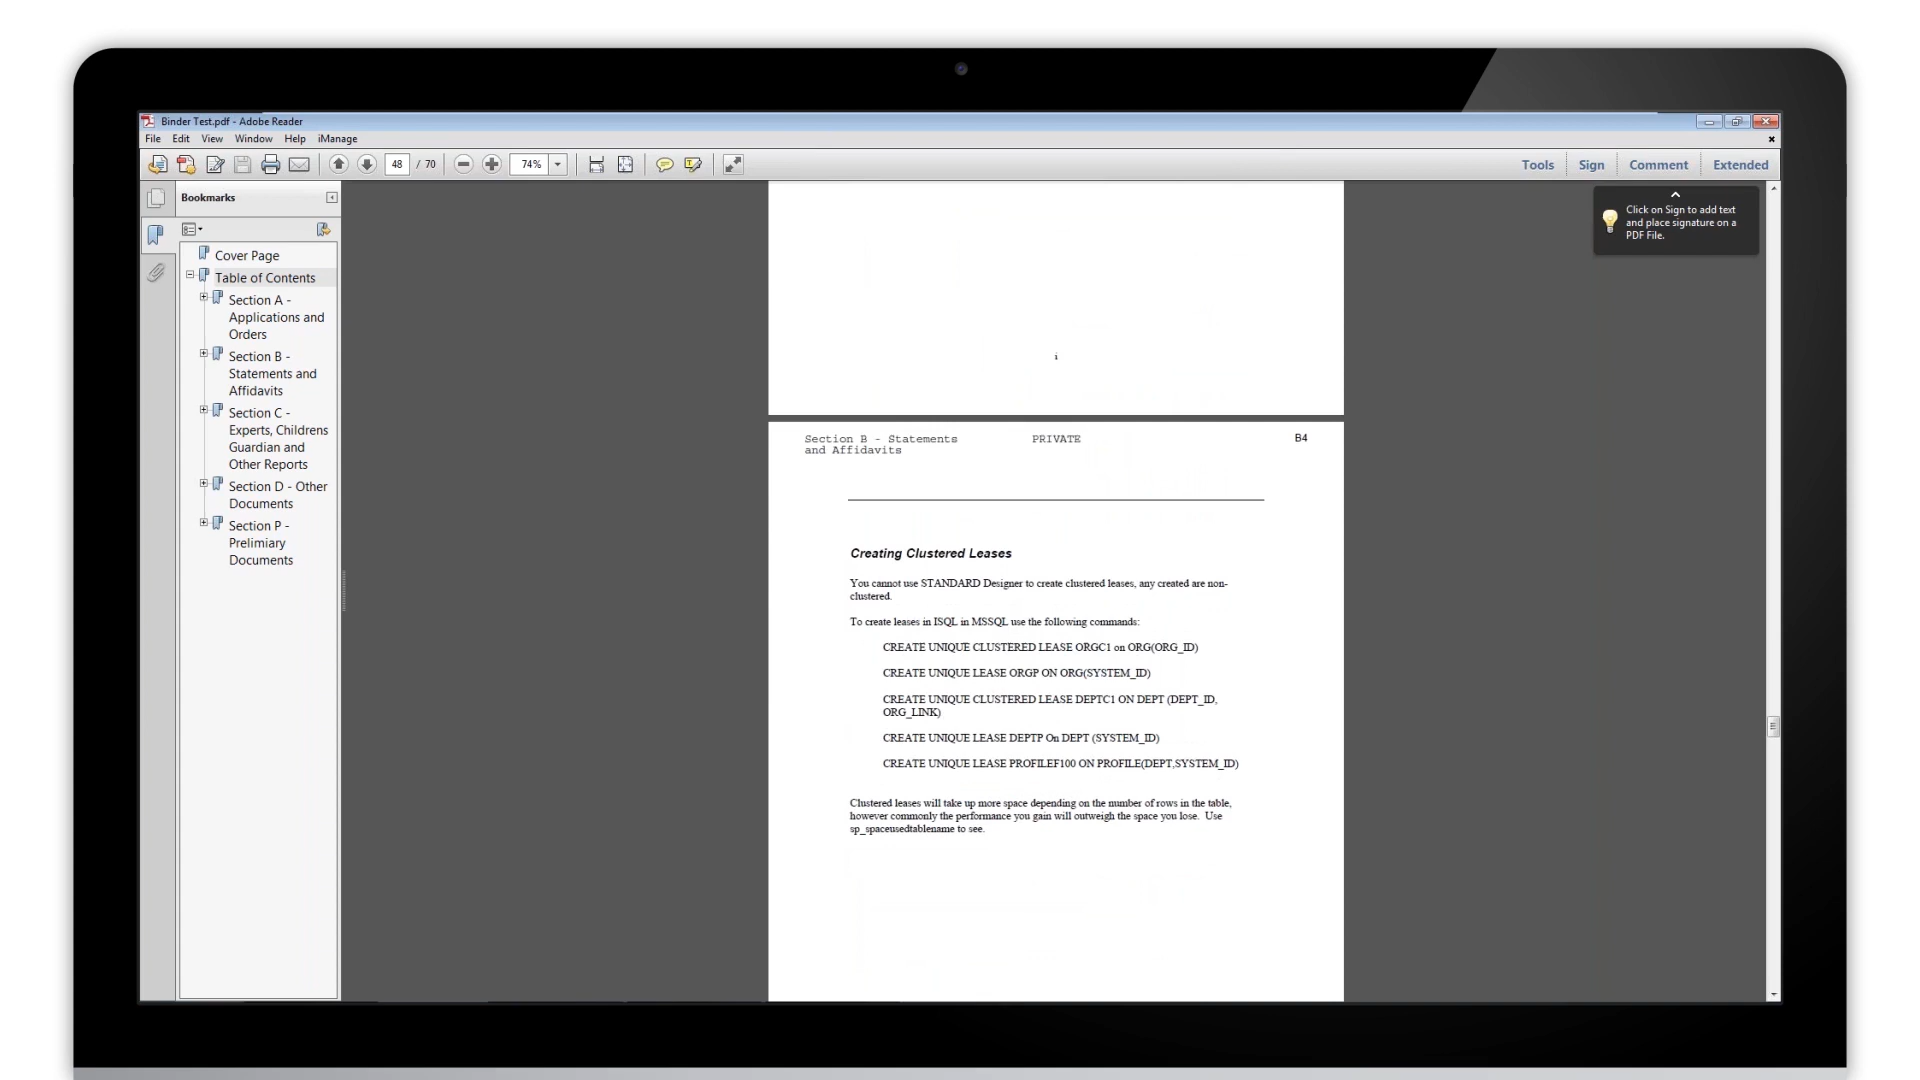 Binder Test.pdf - Adobe Reader
File Edit View Window Help iManage
48 / 70 74% Tools Sign Comment Extended
Bookmarks
Cover Page
Table of Contents
Section A -
Applications and
Orders
Section B -
Statements and
Affidavits
Section C -
Experts, Childrens
Guardian and
Other Reports
Section D - Other
Documents
Section P -
Prelimiary
Documents
Click on Sign to add text
and place signature on a
PDF File.
i
Section B - Statements PRIVATE B4
and Affidavits
Creating Clustered Leases
You cannot use STANDARD Designer to create clustered leases, any created are non-
clustered.
To create leases in ISQL in MSSQL use the following commands:
CREATE UNIQUE CLUSTERED LEASE ORGC1 on ORG(ORG_ID)
CREATE UNIQUE LEASE ORGP ON ORG(SYSTEM_ID)
CREATE UNIQUE CLUSTERED LEASE DEPTC1 ON DEPT (DEPT_ID,
ORG_LINK)
CREATE UNIQUE LEASE DEPTP On DEPT (SYSTEM_ID)
CREATE UNIQUE LEASE PROFILEF100 ON PROFILE(DEPT,SYSTEM_ID)
Clustered leases will take up more space depending on the number of rows in the table,
however commonly the performance you gain will outweigh the space you lose. Use
sp_spaceusedtablename to see.